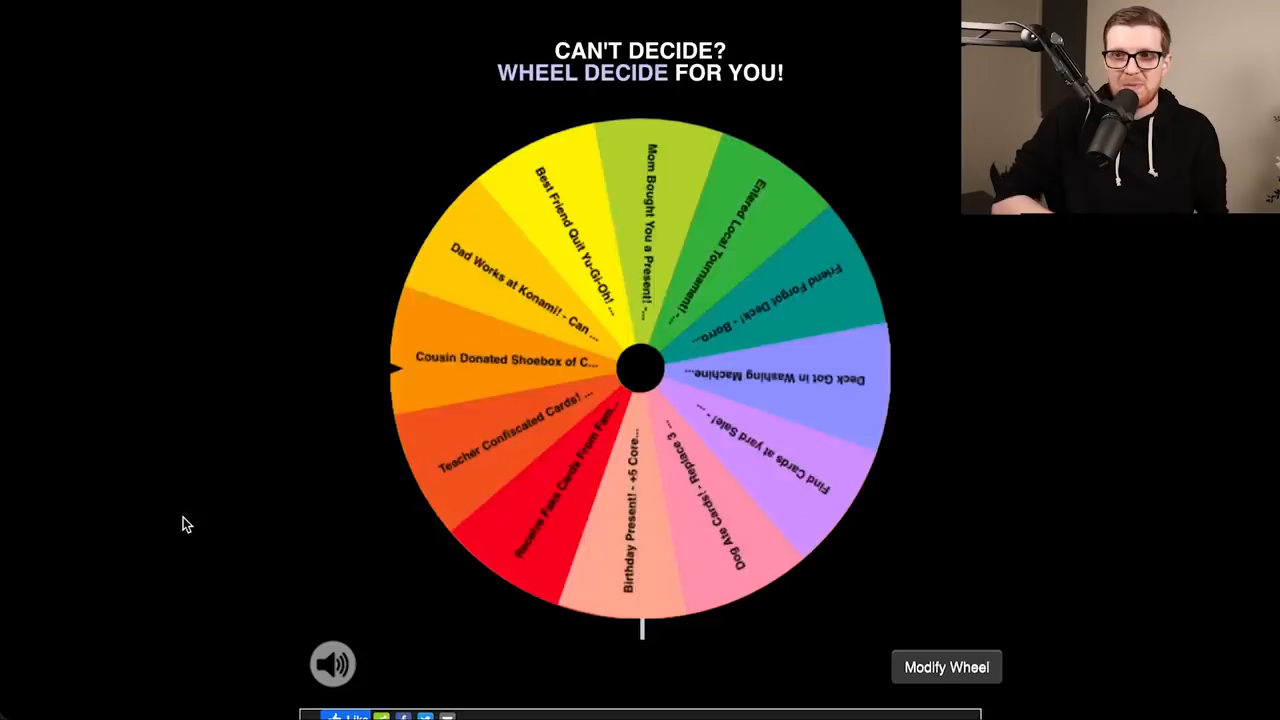 CAN'T DECIDE?
WHEEL DECIDE FOR YOU!
Mom Bought You a Present! -...
Entered Local Tournament! -...
Friend Forgot Deck! - Borro...
Deck Got in Washing Machine...
Find Cards at yard Sale! - ...
Dog Ate Cards! - Replace 3 ...
Birthday Present! - +5 Core...
Receive Fake Cards From Fam...
Teacher Confiscated Cards! ...
Cousin Donated Shoebox of C...
Dad Works at Konami! - Can ...
Best Friend Quit Yu-Gi-Oh! ...
Modify Wheel
Like